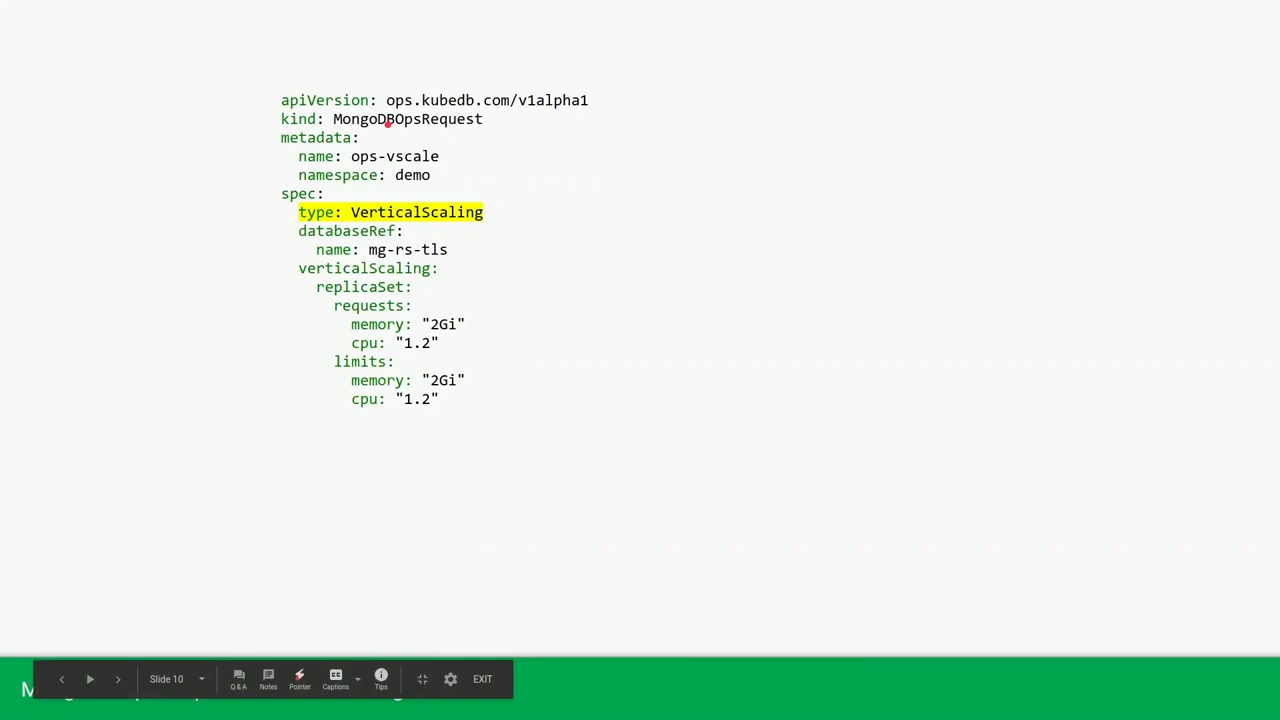 apiVersion: ops.kubedb.com/v1alpha1
kind: MongoDBOpsRequest
metadata:
  name: ops-vscale
  namespace: demo
spec:
  type: VerticalScaling
  databaseRef:
    name: mg-rs-tls
  verticalScaling:
    replicaSet:
      requests:
        memory: "2Gi"
        cpu: "1.2"
      limits:
        memory: "2Gi"
        cpu: "1.2"
Slide 10
Q & A
Notes
Pointer
CC
Captions
Tips
EXIT